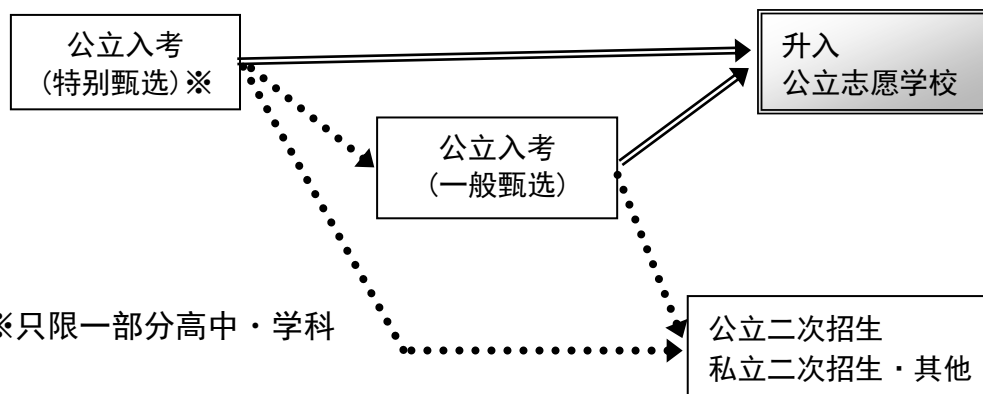 公立入考
(特别甄选)※
升入
公立志愿学校
公立入考
(一般甄选)
※只限一部分高中・学科
公立二次招生
私立二次招生・其他